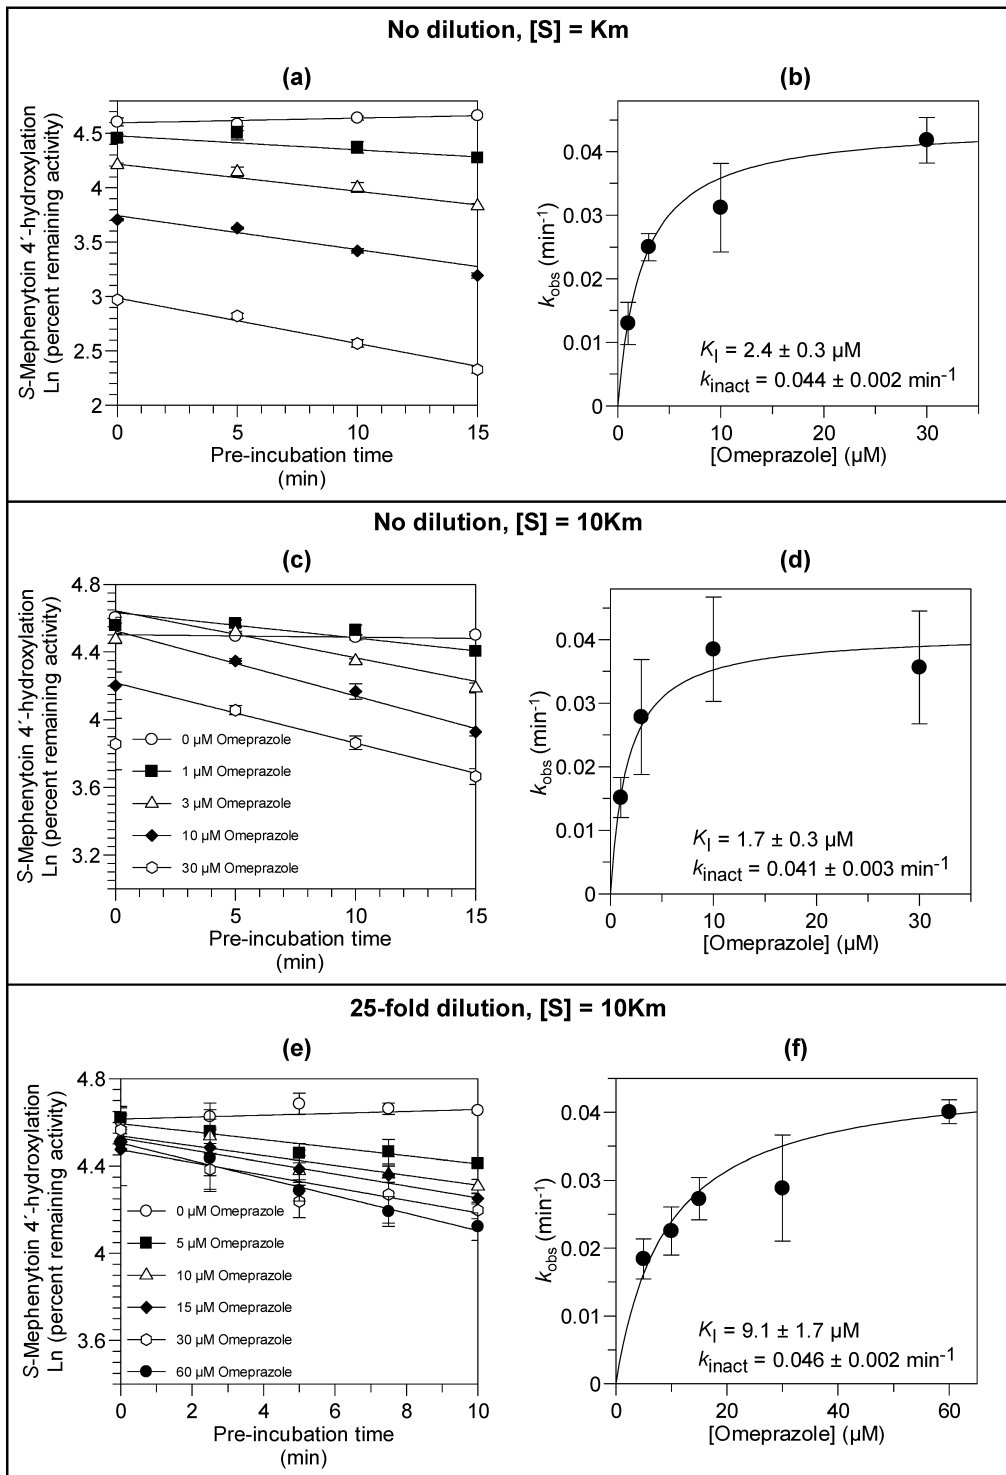 No dilution, [S] = Km
(a)
(b)
S-Mephenytoin 4´-hydroxylation
Ln (percent remaining activity)
4.5
4
3.5
3
2.5
2
0
5
10
15
Pre-incubation time
(min)
kobs (min-1)
0.04
0.03
0.02
0.01
0
KI = 2.4 ± 0.3 µM
kinact = 0.044 ± 0.002 min-1
0
10
20
30
[Omeprazole] (µM)
No dilution, [S] = 10Km
(c)
(d)
S-Mephenytoin 4´-hydroxylation
Ln (percent remaining activity)
4.8
4.4
4
3.6
3.2
0 µM Omeprazole
1 µM Omeprazole
3 µM Omeprazole
10 µM Omeprazole
30 µM Omeprazole
0
5
10
15
Pre-incubation time
(min)
kobs (min-1)
0.04
0.03
0.02
0.01
0
KI = 1.7 ± 0.3 µM
kinact = 0.041 ± 0.003 min-1
0
10
20
30
[Omeprazole] (µM)
25-fold dilution, [S] = 10Km
(e)
(f)
S-Mephenytoin 4´-hydroxylation
Ln (percent remaining activity)
4.8
4.4
4
3.6
0 µM Omeprazole
5 µM Omeprazole
10 µM Omeprazole
15 µM Omeprazole
30 µM Omeprazole
60 µM Omeprazole
0
2
4
6
8
10
Pre-incubation time
(min)
kobs (min-1)
0.04
0.03
0.02
0.01
0
KI = 9.1 ± 1.7 µM
kinact = 0.046 ± 0.002 min-1
0
20
40
60
[Omeprazole] (µM)